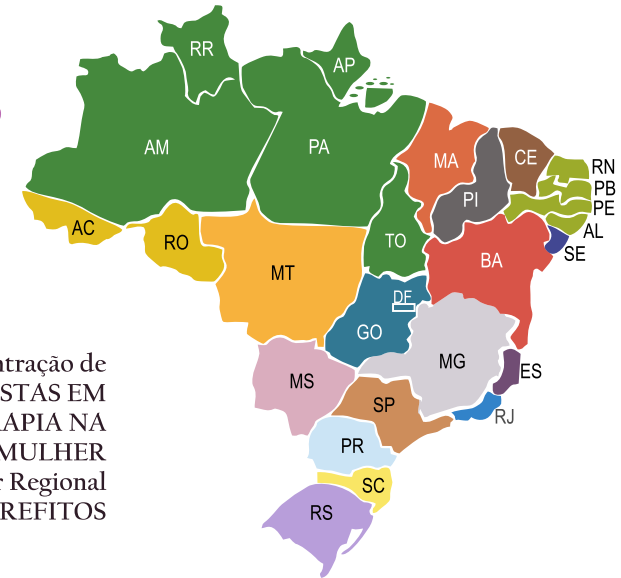 RR
AP
AM
PA
MA
CE
RN
PB
PE
AL
SE
PI
AC
RO
TO
BA
MT
DF
GO
MG
ES
MS
SP
RJ
PR
SC
RS
ntração de
STAS EM
RAPIA NA
MULHER
r Regional
REFITOS